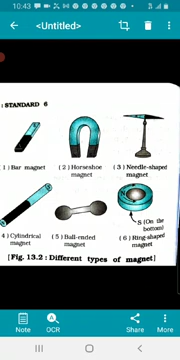 10:43
81%
<Untitled>
: STANDARD 6
1 ) Bar magnet
( 2 ) Horseshoe
magnet
( 3 ) Needle-shaped
magnet
N
S (On the
bottom)
4 ) Cylindrical
magnet
( 5 ) Ball-ended
magnet
( 6 ) Ring-shaped
magnet
[Fig. 13.2 : Different types of magnet]
Note
OCR
Share
More